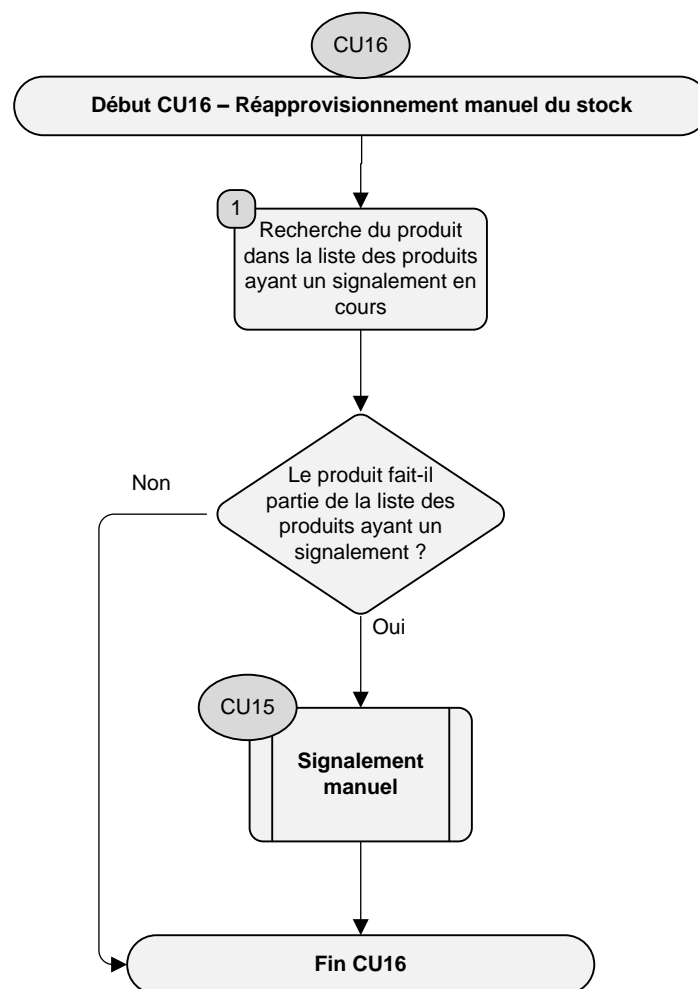 CU16
Début CU16 – Réapprovisionnement manuel du stock
1
Recherche du produit
dans la liste des produits
ayant un signalement en
cours
Le produit fait-il
partie de la liste des
produits ayant un
signalement ?
Non
Oui
CU15
Signalement
manuel
Fin CU16